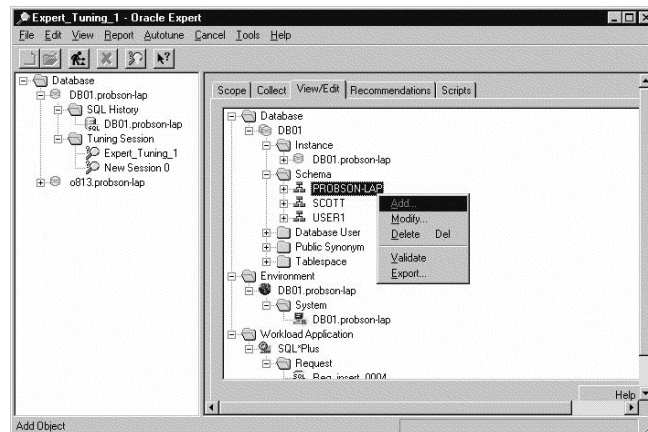 Expert_Tuning_1 - Oracle Expert
File Edit View Report Autotune Cancel Tools Help
Database
DB01.probson-lap
SQL History
SQL DB01.probson-lap
Tuning Session
Expert_Tuning_1
New Session 0
o813.probson-lap
Scope Collect View/Edit Recommendations Scripts
Database
DB01
Instance
DB01.probson-lap
Schema
PROBSON-LAP
SCOTT
USER1
Database User
Public Synonym
Tablespace
Environment
DB01.probson-lap
System
DB01.probson-lap
Workload Application
SQL*Plus
Request
SQL Req_insert_0004
Add...
Modify...
Delete Del
Validate
Export...
Help
Add Object